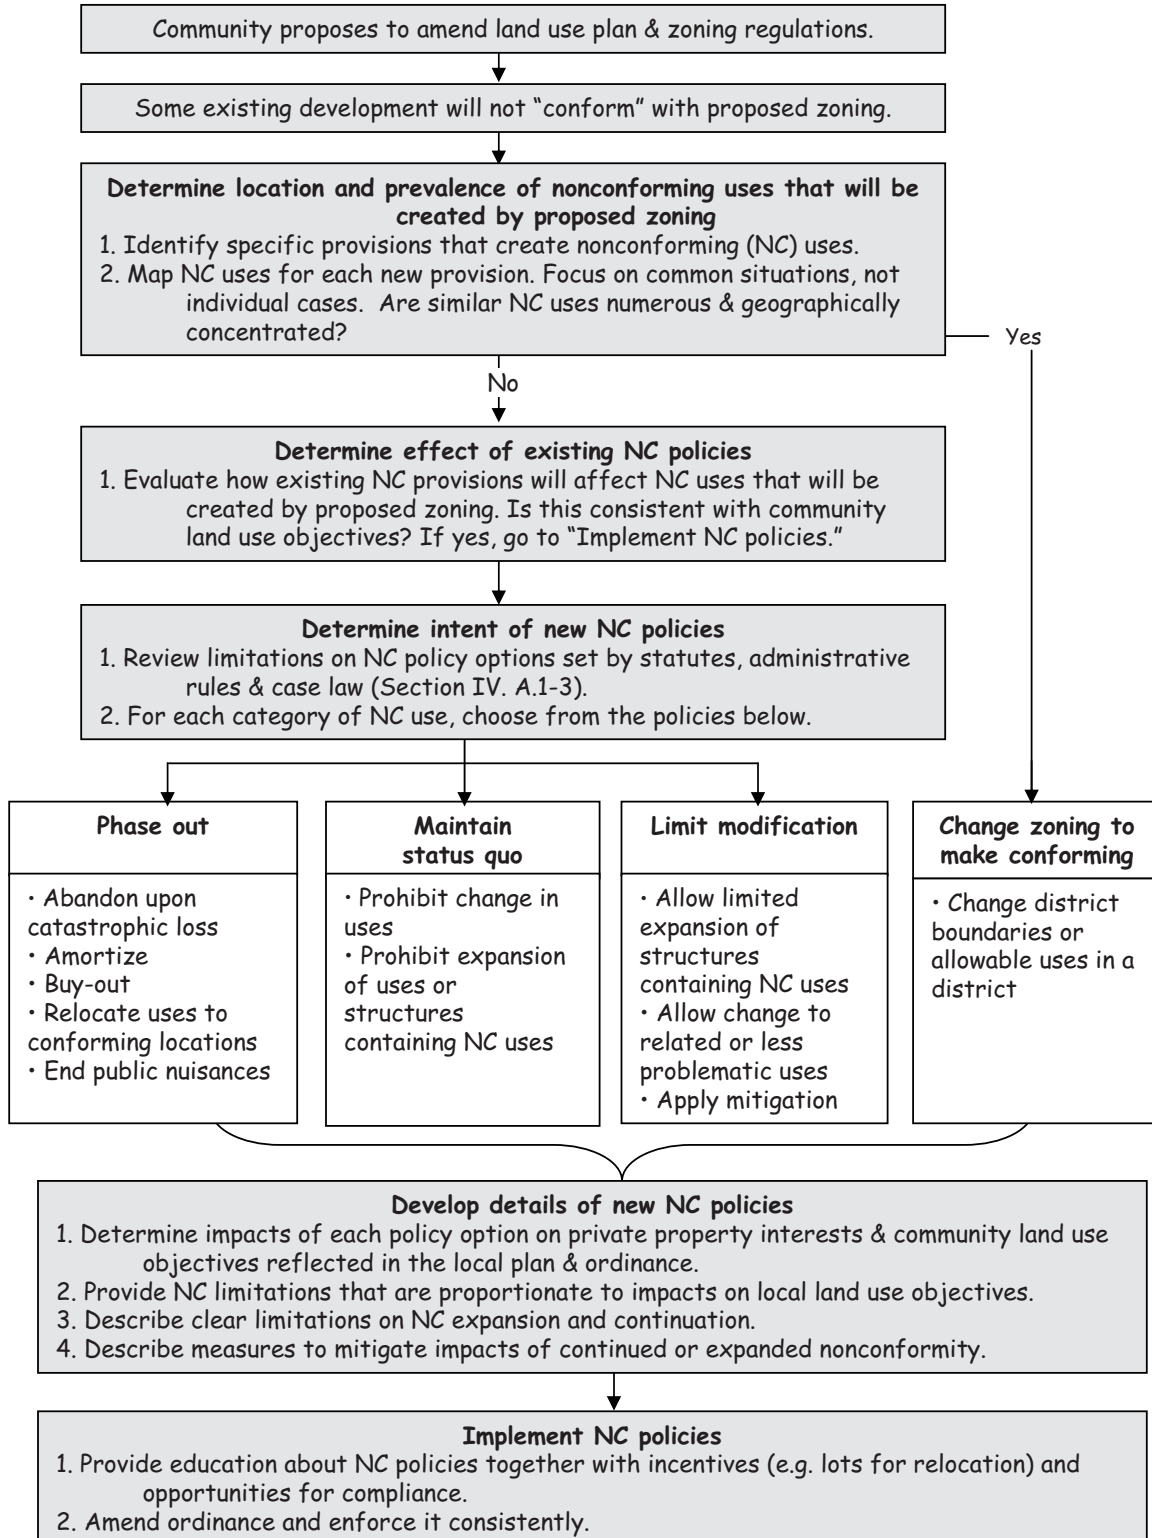 Community proposes to amend land use plan & zoning regulations.
Some existing development will not “conform” with proposed zoning.
Determine location and prevalence of nonconforming uses that will be
created by proposed zoning
1. Identify specific provisions that create nonconforming (NC) uses.
2. Map NC uses for each new provision. Focus on common situations, not
individual cases.  Are similar NC uses numerous & geographically
concentrated?
Yes
No
Determine effect of existing NC policies
1. Evaluate how existing NC provisions will affect NC uses that will be
created by proposed zoning. Is this consistent with community
land use objectives? If yes, go to “Implement NC policies.”
Determine intent of new NC policies
1. Review limitations on NC policy options set by statutes, administrative
rules & case law (Section IV. A.1-3).
2. For each category of NC use, choose from the policies below.
Phase out
• Abandon upon
catastrophic loss
• Amortize
• Buy-out
• Relocate uses to
conforming locations
• End public nuisances
Maintain
status quo
• Prohibit change in
uses
• Prohibit expansion
of uses or
structures
containing NC uses
Limit modification
• Allow limited
expansion of
structures
containing NC uses
• Allow change to
related or less
problematic uses
• Apply mitigation
Change zoning to
make conforming
• Change district
boundaries or
allowable uses in a
district
Develop details of new NC policies
1. Determine impacts of each policy option on private property interests & community land use
objectives reflected in the local plan & ordinance.
2. Provide NC limitations that are proportionate to impacts on local land use objectives.
3. Describe clear limitations on NC expansion and continuation.
4. Describe measures to mitigate impacts of continued or expanded nonconformity.
Implement NC policies
1. Provide education about NC policies together with incentives (e.g. lots for relocation) and
opportunities for compliance.
2. Amend ordinance and enforce it consistently.